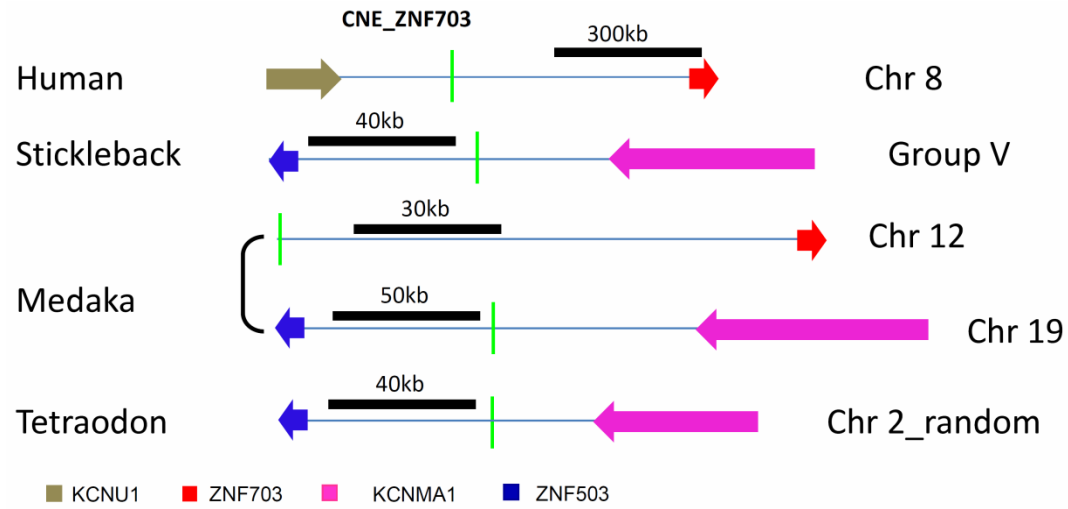 CNE_ZNF703
300kb
Human Chr 8
40kb
Stickleback Group V
30kb
Chr 12
Medaka
50kb
Chr 19
40kb
Tetraodon Chr 2_random
KCNU1 ZNF703 KCNMA1 ZNF503